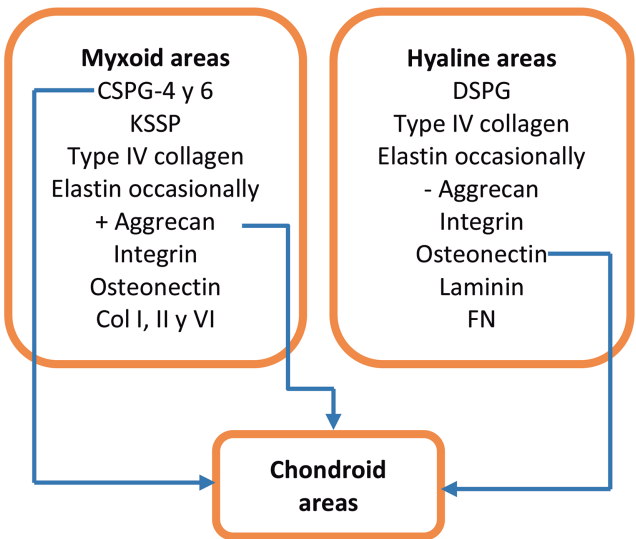 Myxoid areas
CSPG-4 y 6
KSSP
Type IV collagen
Elastin occasionally
+ Aggrecan
Integrin
Osteonectin
Col I, II y VI
Hyaline areas
DSPG
Type IV collagen
Elastin occasionally
- Aggrecan
Integrin
Osteonectin
Laminin
FN
Chondroid
areas